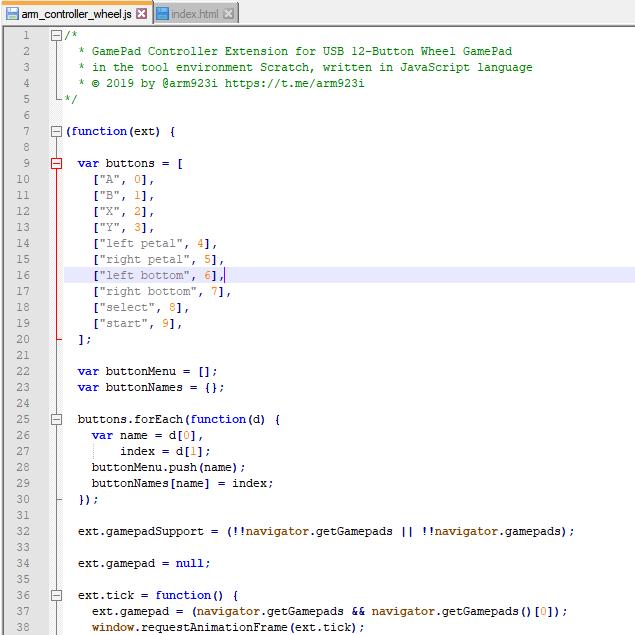 arm_controller_wheel.js index.html
1 /*
2 * GamePad Controller Extension for USB 12-Button Wheel GamePad
3 * in the tool environment Scratch, written in JavaScript language
4 * © 2019 by @arm923i https://t.me/arm923i
5 */
6
7 (function(ext) {
8
9 var buttons = [
10 ["A", 0],
11 ["B", 1],
12 ["X", 2],
13 ["Y", 3],
14 ["left petal", 4],
15 ["right petal", 5],
16 ["left bottom", 6],
17 ["right bottom", 7],
18 ["select", 8],
19 ["start", 9],
20 ];
21
22 var buttonMenu = [];
23 var buttonNames = {};
24
25 buttons.forEach(function(d) {
26 var name = d[0],
27 index = d[1];
28 buttonMenu.push(name);
29 buttonNames[name] = index;
30 });
31
32 ext.gamepadSupport = (!!navigator.getGamepads || !!navigator.gamepads);
33
34 ext.gamepad = null;
35
36 ext.tick = function() {
37 ext.gamepad = (navigator.getGamepads && navigator.getGamepads()[0]);
38 window.requestAnimationFrame(ext.tick);